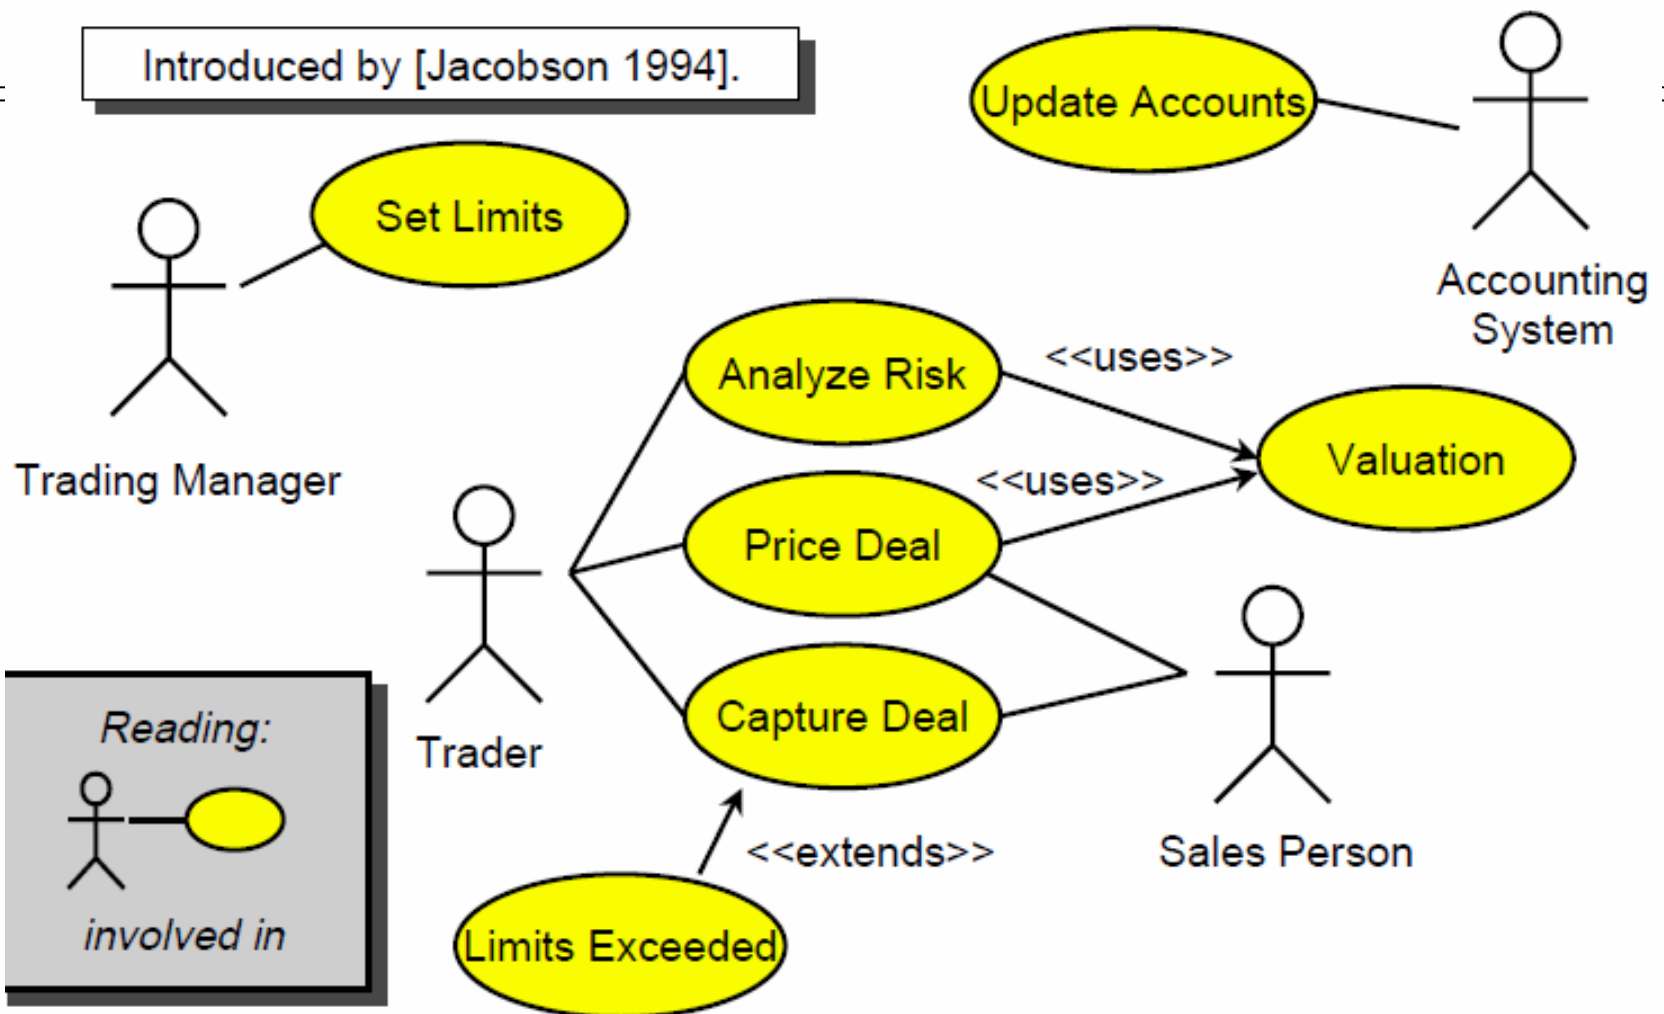 Introduced by [Jacobson 1994].
Update Accounts
Set Limits
Accounting
System
Analyze Risk
<<uses>>
Valuation
Trading Manager
<<uses>>
Price Deal
Capture Deal
Trader
Reading:
<<extends>>
Sales Person
involved in
Limits Exceeded